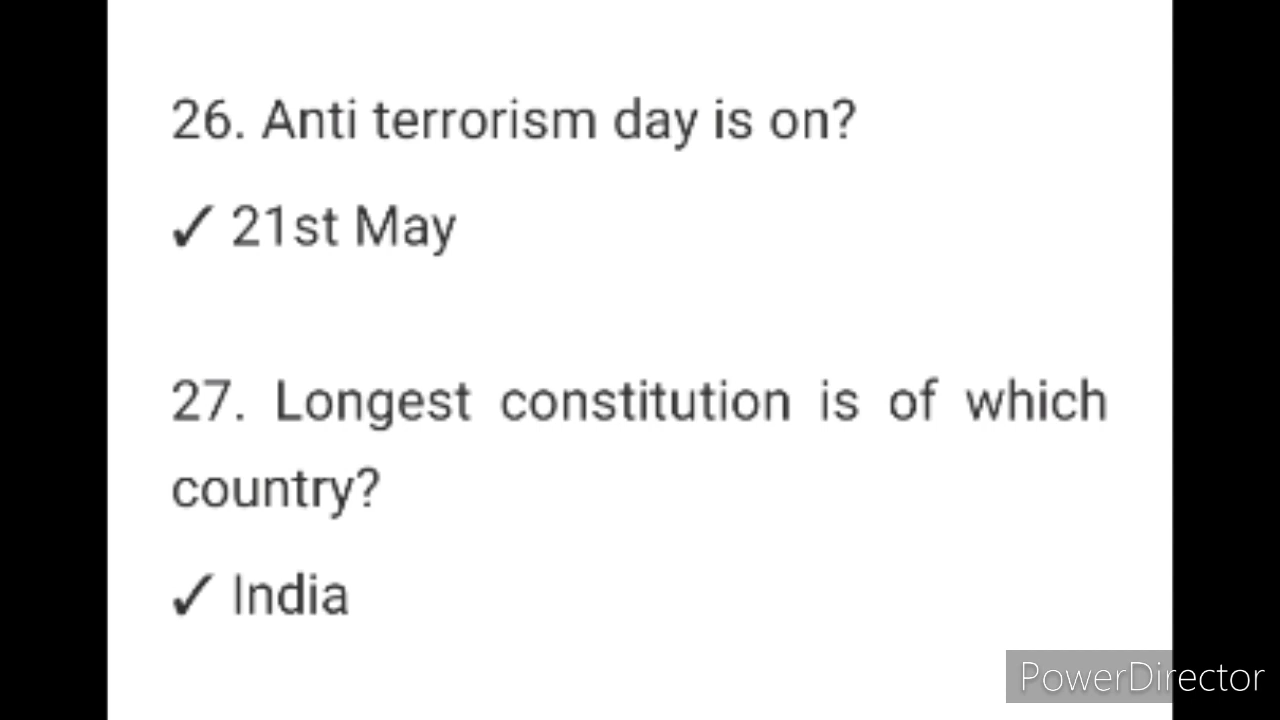 26. Anti terrorism day is on?
✓ 21st May
27. Longest constitution is of which
country?
✓ India
PowerDirector